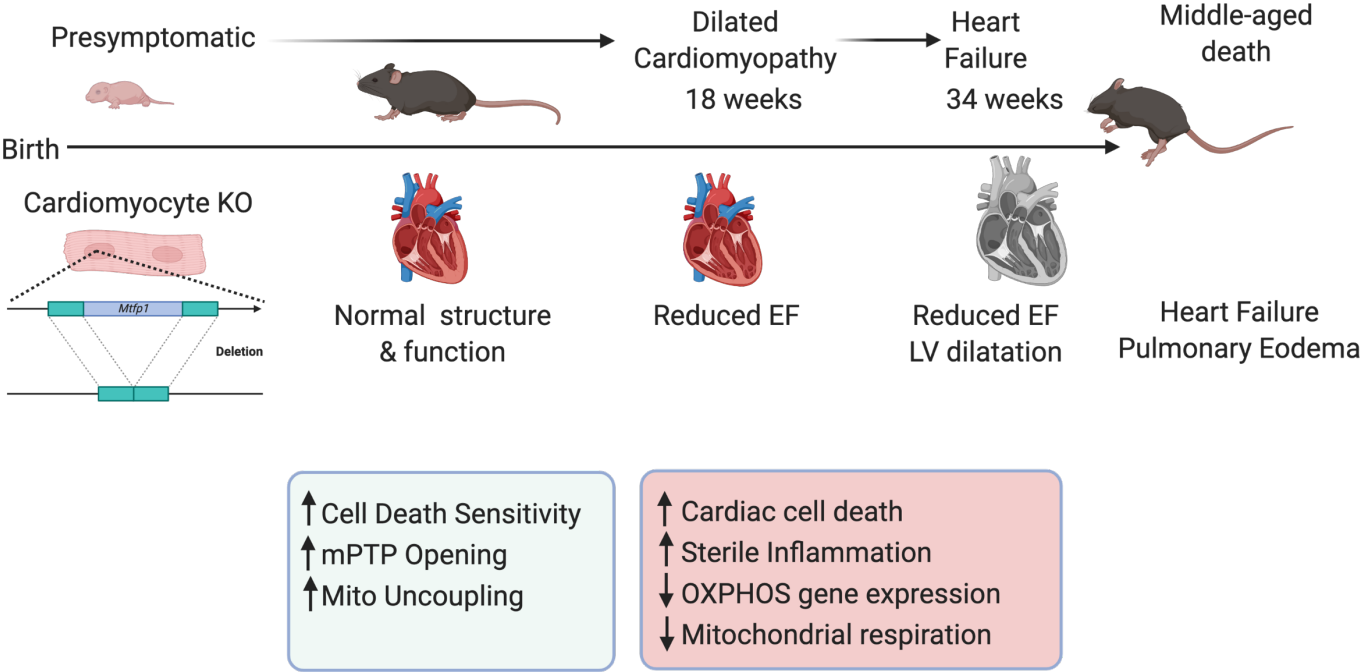 Presymptomatic
Dilated
Cardiomyopathy
18 weeks
Heart
Failure
34 weeks
Middle-aged
death
Birth
Cardiomyocyte KO
Mtfp1
Deletion
Normal structure
& function
Reduced EF
Reduced EF
LV dilatation
Heart Failure
Pulmonary Eodema
↑ Cell Death Sensitivity
↑ mPTP Opening
↑ Mito Uncoupling
↑ Cardiac cell death
↑ Sterile Inflammation
↓ OXPHOS gene expression
↓ Mitochondrial respiration